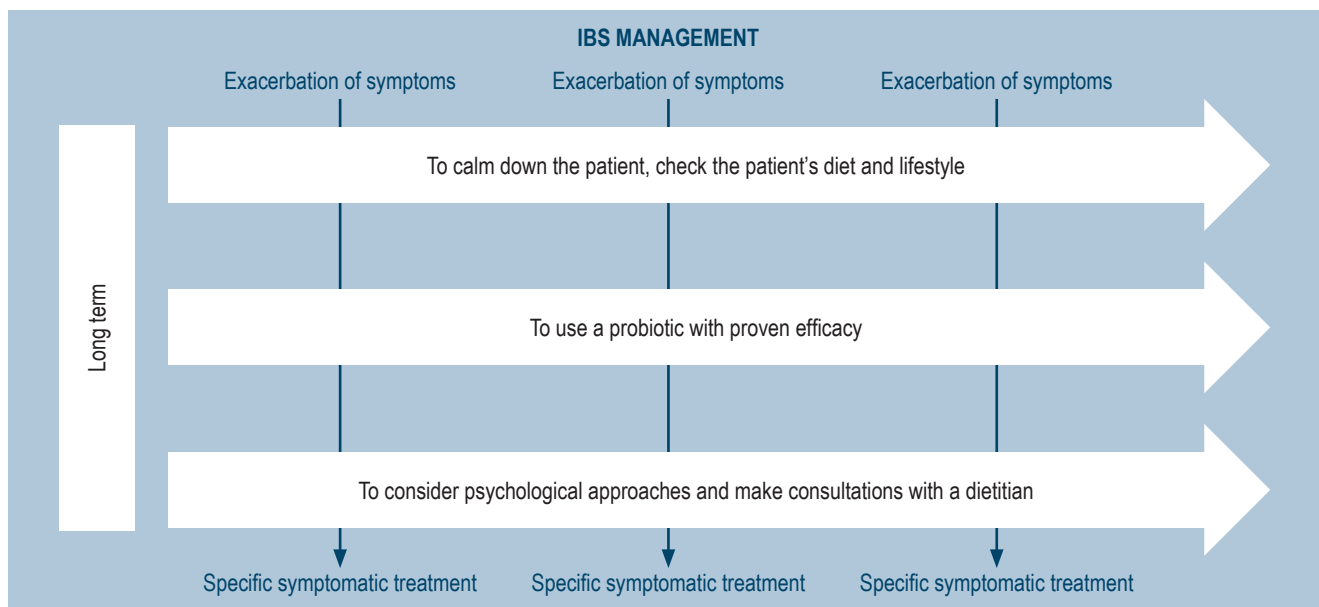 IBS MANAGEMENT
Exacerbation of symptoms
Exacerbation of symptoms
Exacerbation of symptoms
Long term
To calm down the patient, check the patient's diet and lifestyle
To use a probiotic with proven efficacy
To consider psychological approaches and make consultations with a dietitian
Specific symptomatic treatment
Specific symptomatic treatment
Specific symptomatic treatment